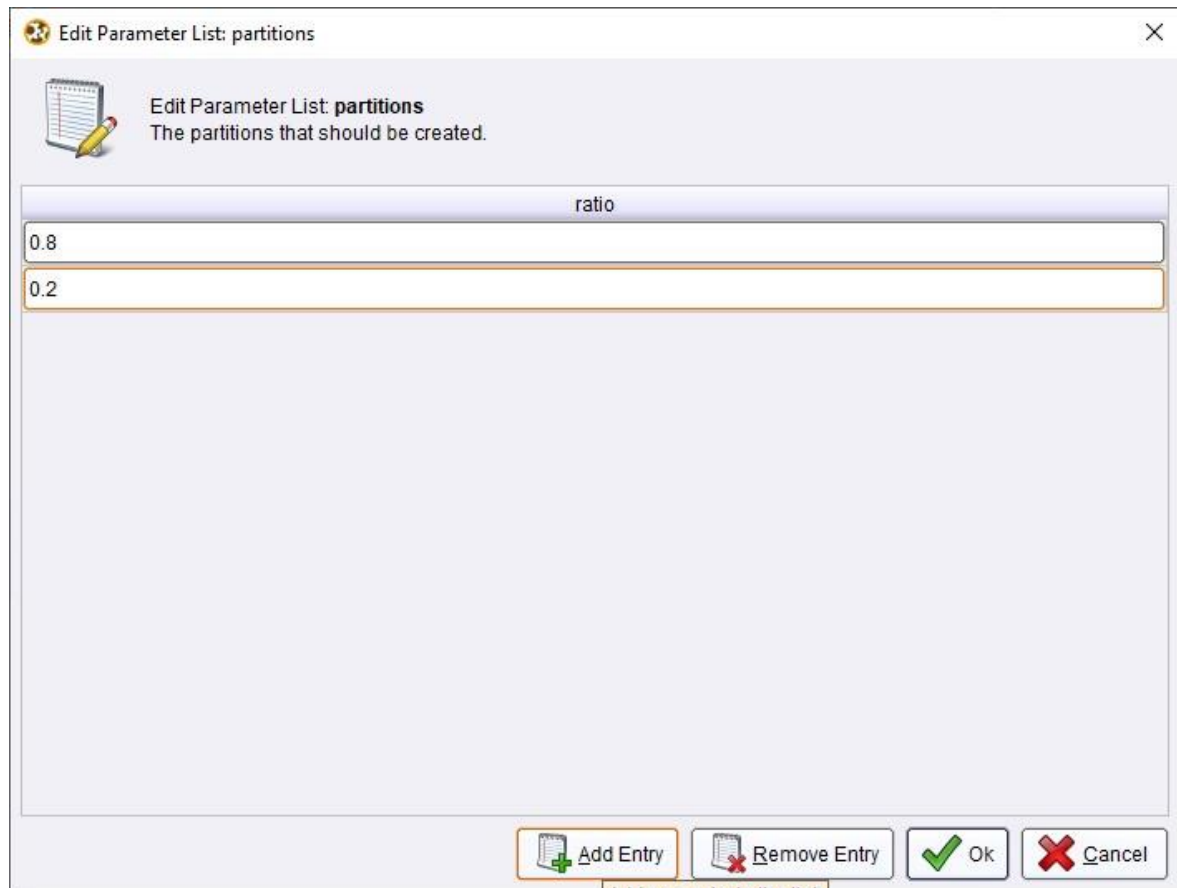 Edit Parameter List: partitions
Edit Parameter List: partitions
The partitions that should be created.
ratio
0.8
0.2
Add Entry
Remove Entry
Ok
Cancel